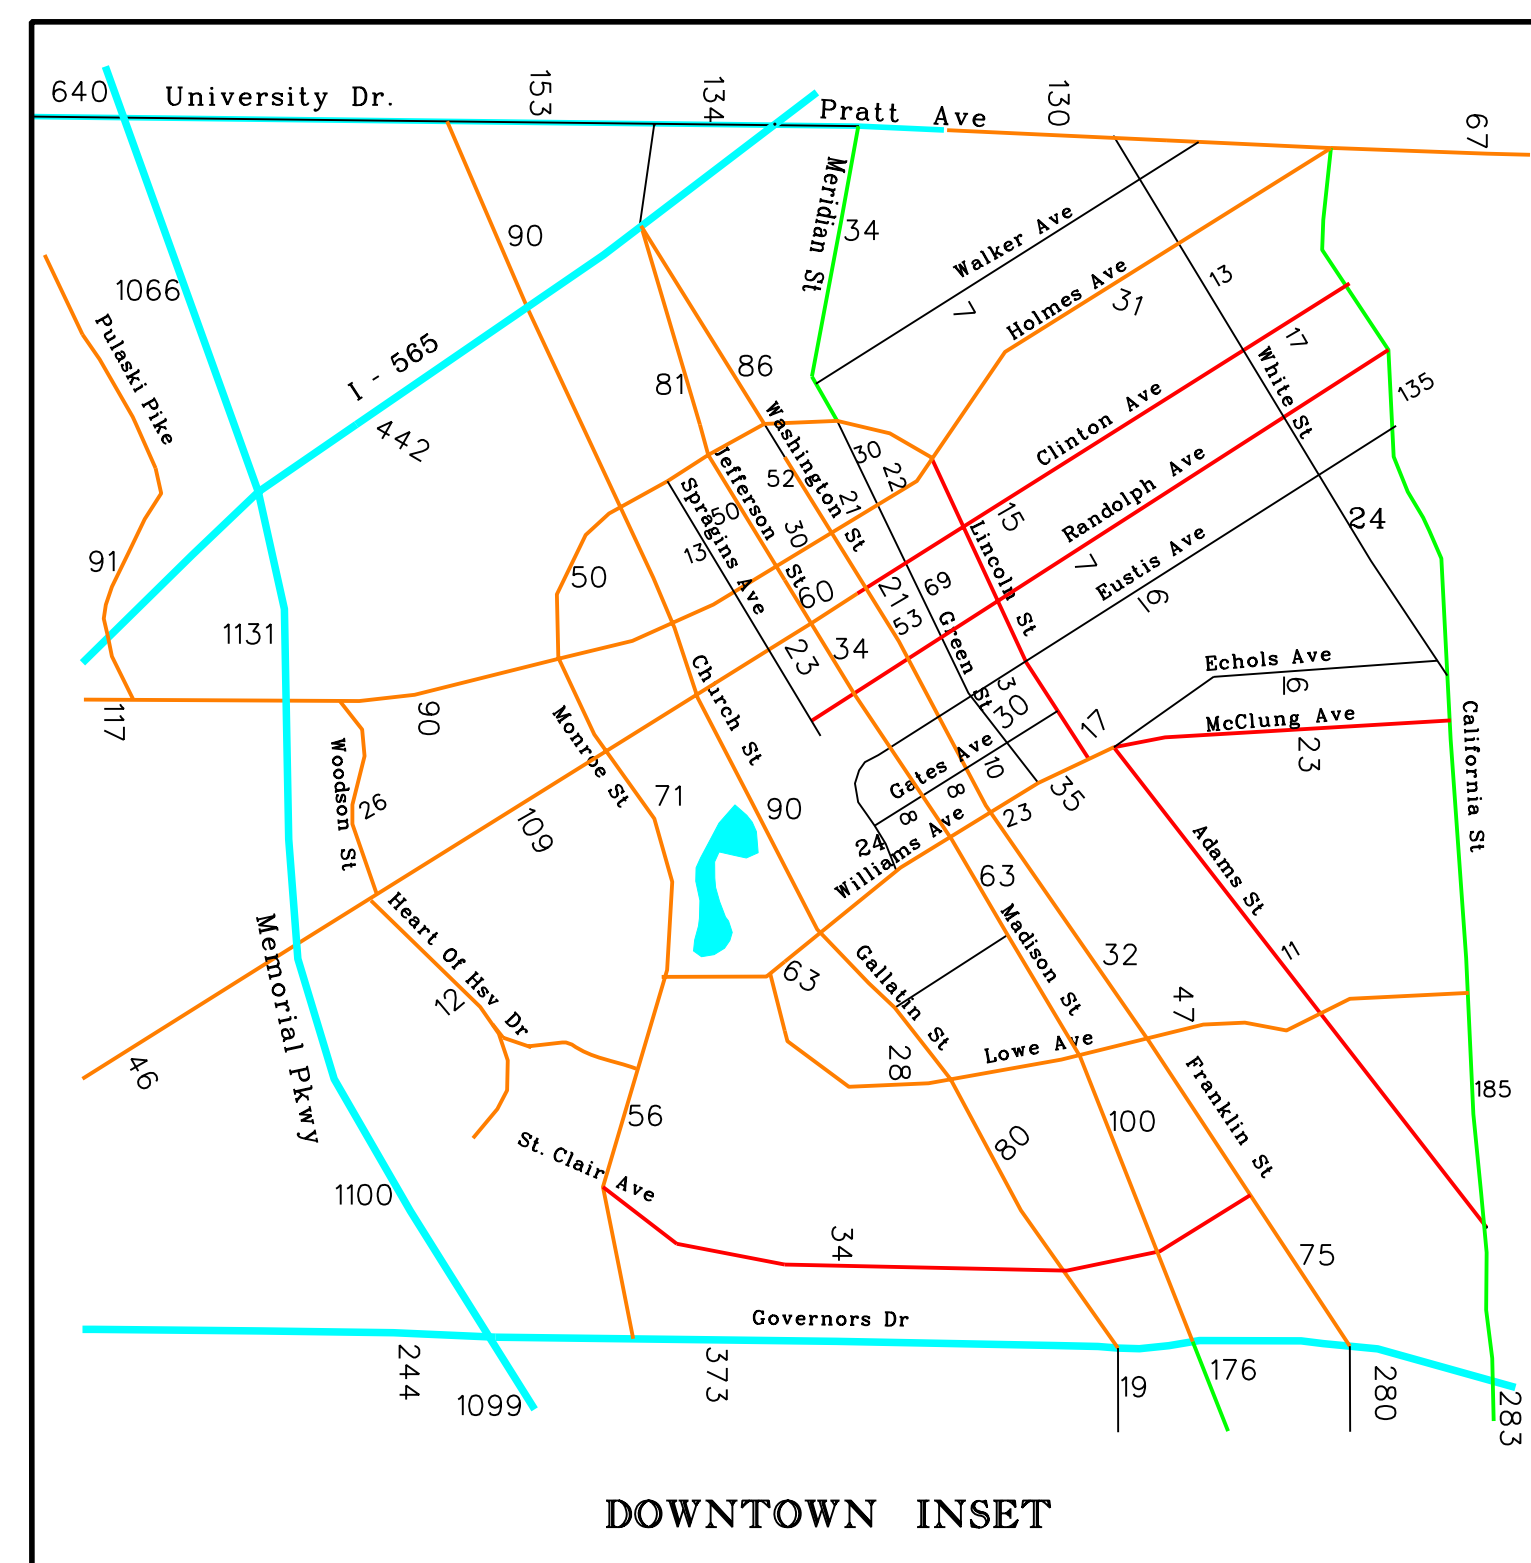 640
University Dr.
153
134
Pratt Ave
130
67
Meridian St
34
90
Walker Ave
7
Holmes Ave
31
13
1066
Pulaski Pike
I - 565
442
81
86
17
White St
135
Clinton Ave
Washington St
Jefferson St
Spragins Ave
52
30
22
21
50
30
13
15
Randolph Ave
7
Eustis Ave
16
24
Lincoln St
91
50
60
21
69
53
Green St
1131
23
34
3
30
Echols Ave
16
McClung Ave
23
17
California St
117
90
Church St
Monroe St
Woodson St
26
71
90
109
Gates Ave
10
8
8
35
23
24
Williams Ave
Adams St
11
63
Heart Of Hsv Dr
12
Memorial Pkwy
Madison St
32
63
Gallatin St
47
28
Lowe Ave
46
56
Franklin St
185
100
80
St. Clair Ave
1100
34
75
Governors Dr
244
1099
373
19
176
280
283
DOWNTOWN INSET